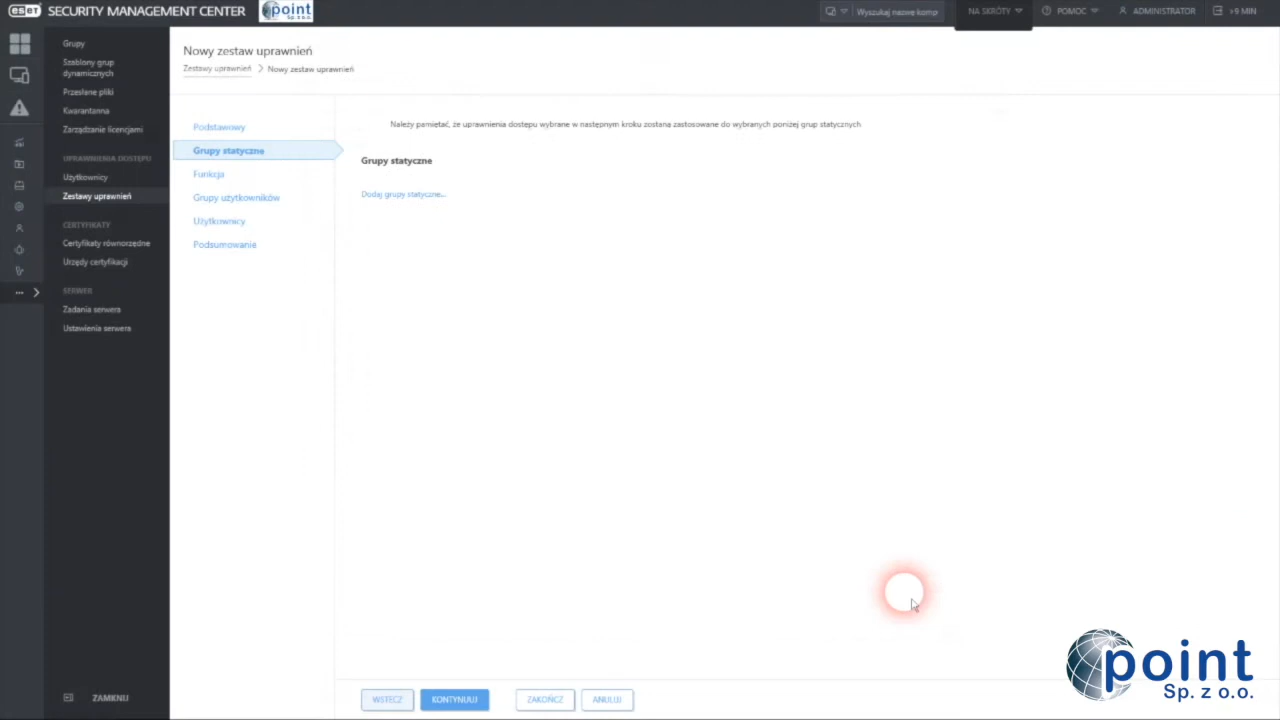 eset SECURITY MANAGEMENT CENTER
point
Sp. z o.o.
Wyszukaj nazwę komp
NA SKRÓTY
POMOC
ADMINISTRATOR
>9 MIN
Grupy
Szablony grup
dynamicznych
Przesłane pliki
Kwarantanna
Zarządzanie licencjami
UPRAWNIENIA DOSTĘPU
Użytkownicy
Zestawy uprawnień
CERTYFIKATY
Certyfikaty równorzędne
Urzędy certyfikacji
SERWER
Zadania serwera
Ustawienia serwera
ZAMKNIJ
Nowy zestaw uprawnień
Zestawy uprawnień > Nowy zestaw uprawnień
Podstawowy
Grupy statyczne
Funkcja
Grupy użytkowników
Użytkownicy
Podsumowanie
Należy pamiętać, że uprawnienia dostępu wybrane w następnym kroku zostaną zastosowane do wybranych poniżej grup statycznych.
Grupy statyczne
Dodaj grupy statyczne...
WSTECZ
KONTYNUUJ
ZAKOŃCZ
ANULUJ
point
Sp. z o.o.